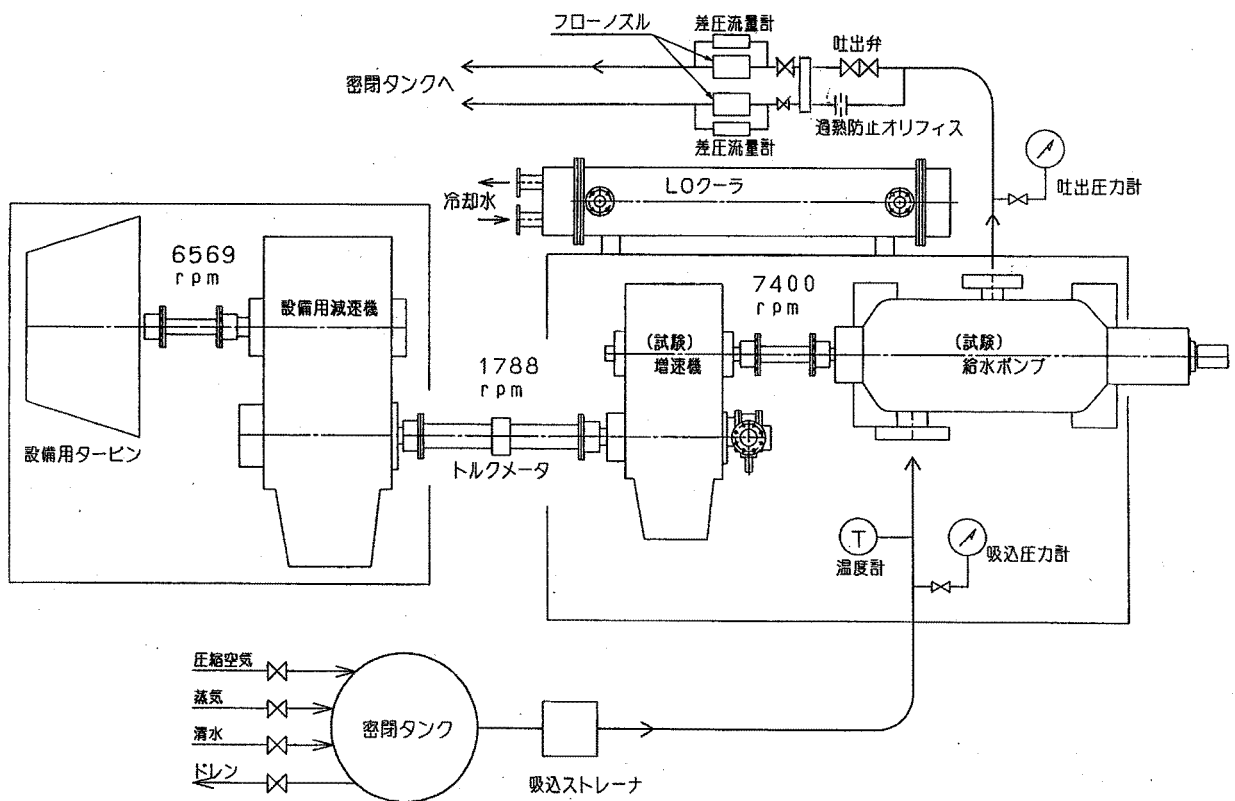 フローノズル
差圧流量計
吐出弁
密閉タンクへ
過熱防止オリフィス
差圧流量計
LOクーラ
冷却水
吐出圧力計
6569
rpm
7400
rpm
設備用減速機
(試験)
増速機
(試験)
給水ポンプ
1788
rpm
設備用タービン
トルクメータ
T
温度計
吸込圧力計
圧縮空気
蒸気
清水
ドレン
密閉タンク
吸込ストレーナ